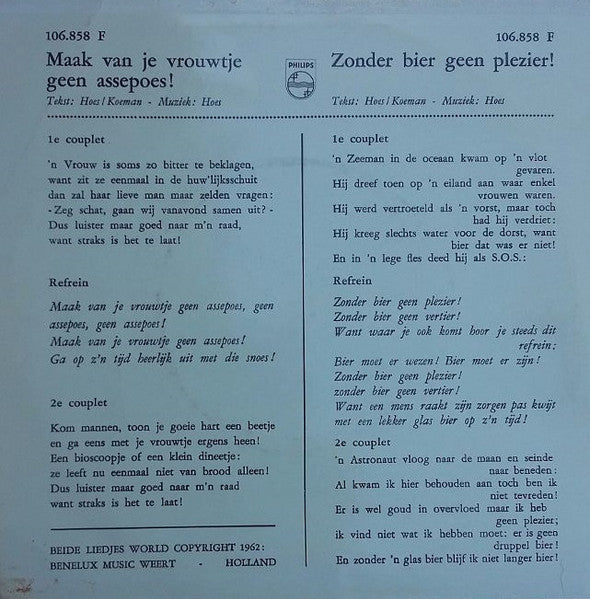 106.858 F
Maak van je vrouwtje
geen assepoes!
Tekst: Hoes/Koeman - Muziek: Hoes
PHILIPS
106.858 F
Zonder bier geen plezier!
Tekst: Hoes/Koeman - Muziek: Hoes
1e couplet
'n Vrouw is soms zo bitter te beklagen,
want zit ze eenmaal in de huw'lijksschuit
dan zal haar lieve man maar zelden vragen:
- Zeg schat, gaan wij vanavond samen uit? -
Dus luister maar goed naar m'n raad,
want straks is het te laat!
Refrein
Maak van je vrouwtje geen assepoes, geen
assepoes, geen assepoes!
Maak van je vrouwtje geen assepoes!
Ga op z'n tijd heerlijk uit met die snoes!
2e couplet
Kom mannen, toon je goeie hart een beetje
en ga eens met je vrouwtje ergens heen!
Een bioscoopje of een klein dineetje:
ze leeft nu eenmaal niet van brood alleen!
Dus luister maar goed naar m'n raad
want straks is het te laat!
BEIDE LIEDJES WORLD COPYRIGHT 1962:
BENELUX MUSIC WEERT - HOLLAND
1e couplet
'n Zeeman in de oceaan kwam op 'n vlot
gevaren.
Hij dreef toen op 'n eiland aan waar enkel
vrouwen waren.
Hij werd vertroeteld als 'n vorst, maar toch
had hij verdriet:
Hij kreeg slechts water voor de dorst, want
bier dat was er niet!
En in 'n lege fles deed hij als S.O.S.:
Refrein
Zonder bier geen plezier!
Zonder bier geen vertier!
Want waar je ook komt hoor je steeds dit
refrein;
Bier moet er wezen! Bier moet er zijn!
Zonder bier geen plezier!
zonder bier geen vertier!
Want een mens raakt zijn zorgen pas kwijt
met een lekker glas bier op z'n tijd!
2e couplet
'n Astronaut vloog naar de maan en seinde
naar beneden:
Al kwam ik hier behouden aan toch ben ik
niet tevreden!
Er is wel goud in overvloed maar ik heb
geen plezier;
ik vind niet wat ik hebben moet: er is geen
druppel bier!
En zonder 'n glas bier blijf ik niet langer hier!